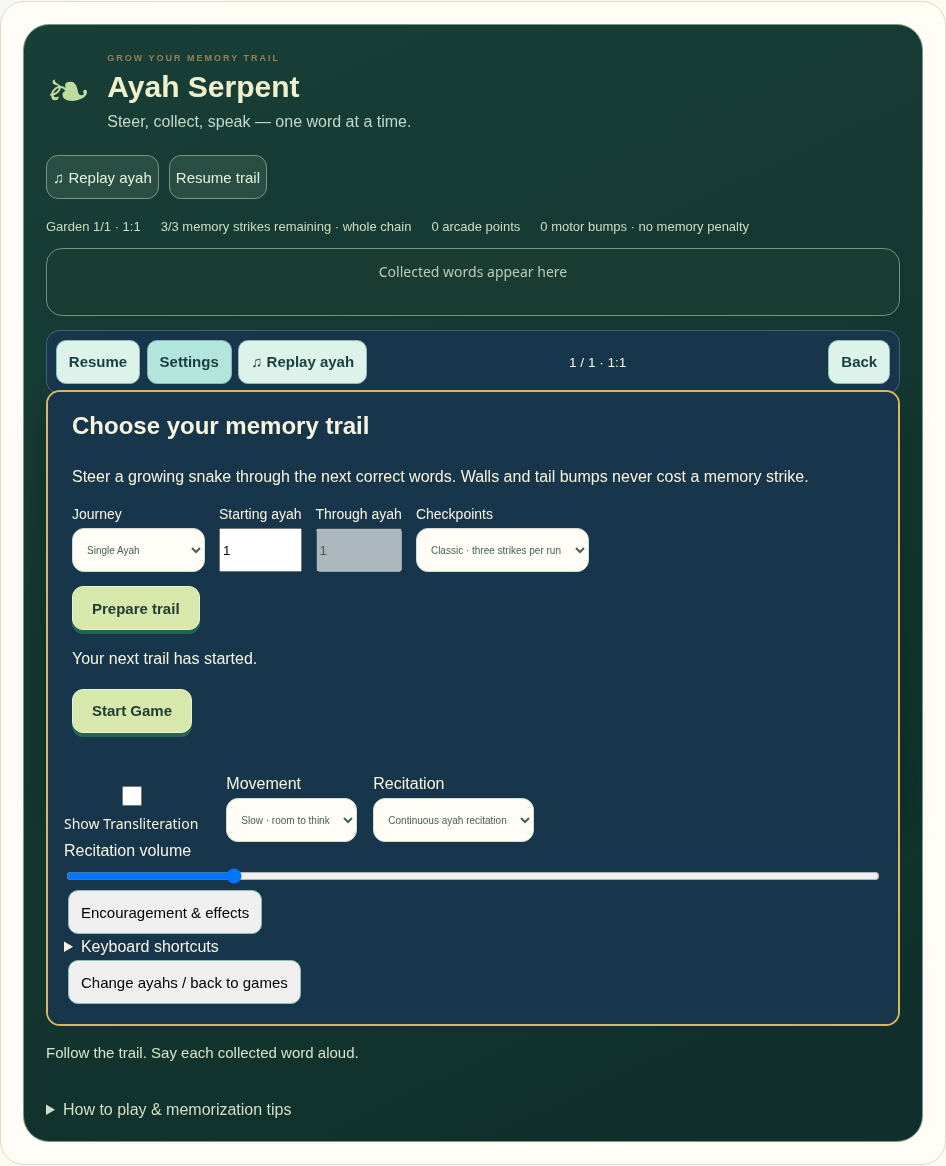 GROW YOUR MEMORY TRAIL
Ayah Serpent
Steer, collect, speak — one word at a time.
♫ Replay ayah
Resume trail
Garden 1/1 · 1:1
3/3 memory strikes remaining · whole chain
0 arcade points
0 motor bumps · no memory penalty
Collected words appear here
Resume
Settings
♫ Replay ayah
1 / 1 · 1:1
Back
Choose your memory trail
Steer a growing snake through the next correct words. Walls and tail bumps never cost a memory strike.
Journey
Starting ayah
Through ayah
Checkpoints
Single Ayah
1
1
Classic · three strikes per run
Prepare trail
Your next trail has started.
Start Game
Show Transliteration
Movement
Slow · room to think
Recitation
Continuous ayah recitation
Recitation volume
Encouragement & effects
Keyboard shortcuts
Change ayahs / back to games
Follow the trail. Say each collected word aloud.
How to play & memorization tips